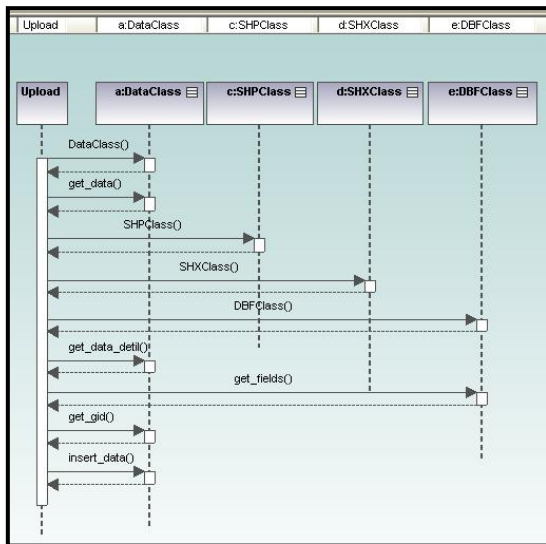 Upload a:DataClass c:SHPClass d:SHXClass e:DBFClass
Upload a:DataClass c:SHPClass d:SHXClass e:DBFClass
DataClass()
get_data()
SHPClass()
SHXClass()
DBFClass()
get_data_detil()
get_fields()
get_gid()
insert_data()